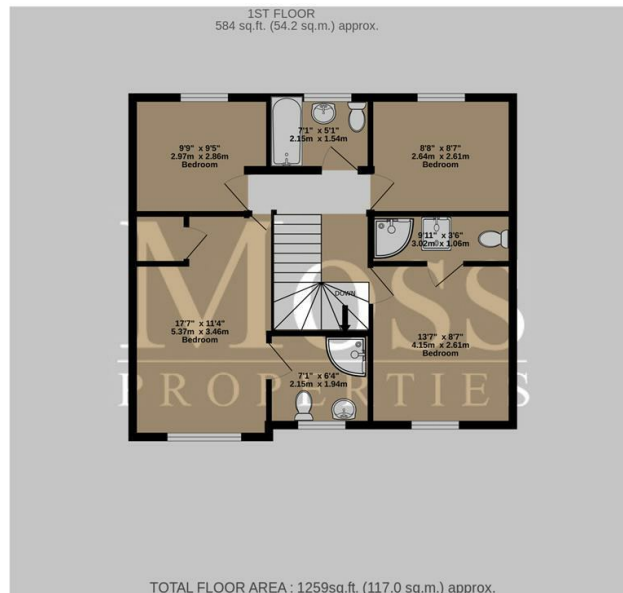 1ST FLOOR
584 sq.ft. (54.2 sq.m.) approx.
9'9" x 9'5"
2.97m x 2.86m
Bedroom
7'1" x 5'1"
2.15m x 1.54m
8'8" x 8'7"
2.64m x 2.61m
Bedroom
9'11" x 3'6"
3.02m x 1.06m
DOWN
17'7" x 11'4"
5.37m x 3.46m
Bedroom
13'7" x 8'7"
4.15m x 2.61m
Bedroom
7'1" x 6'4"
2.15m x 1.94m
MOSS
PROPERTIES
TOTAL FLOOR AREA : 1259sq.ft. (117.0 sq.m.) approx.